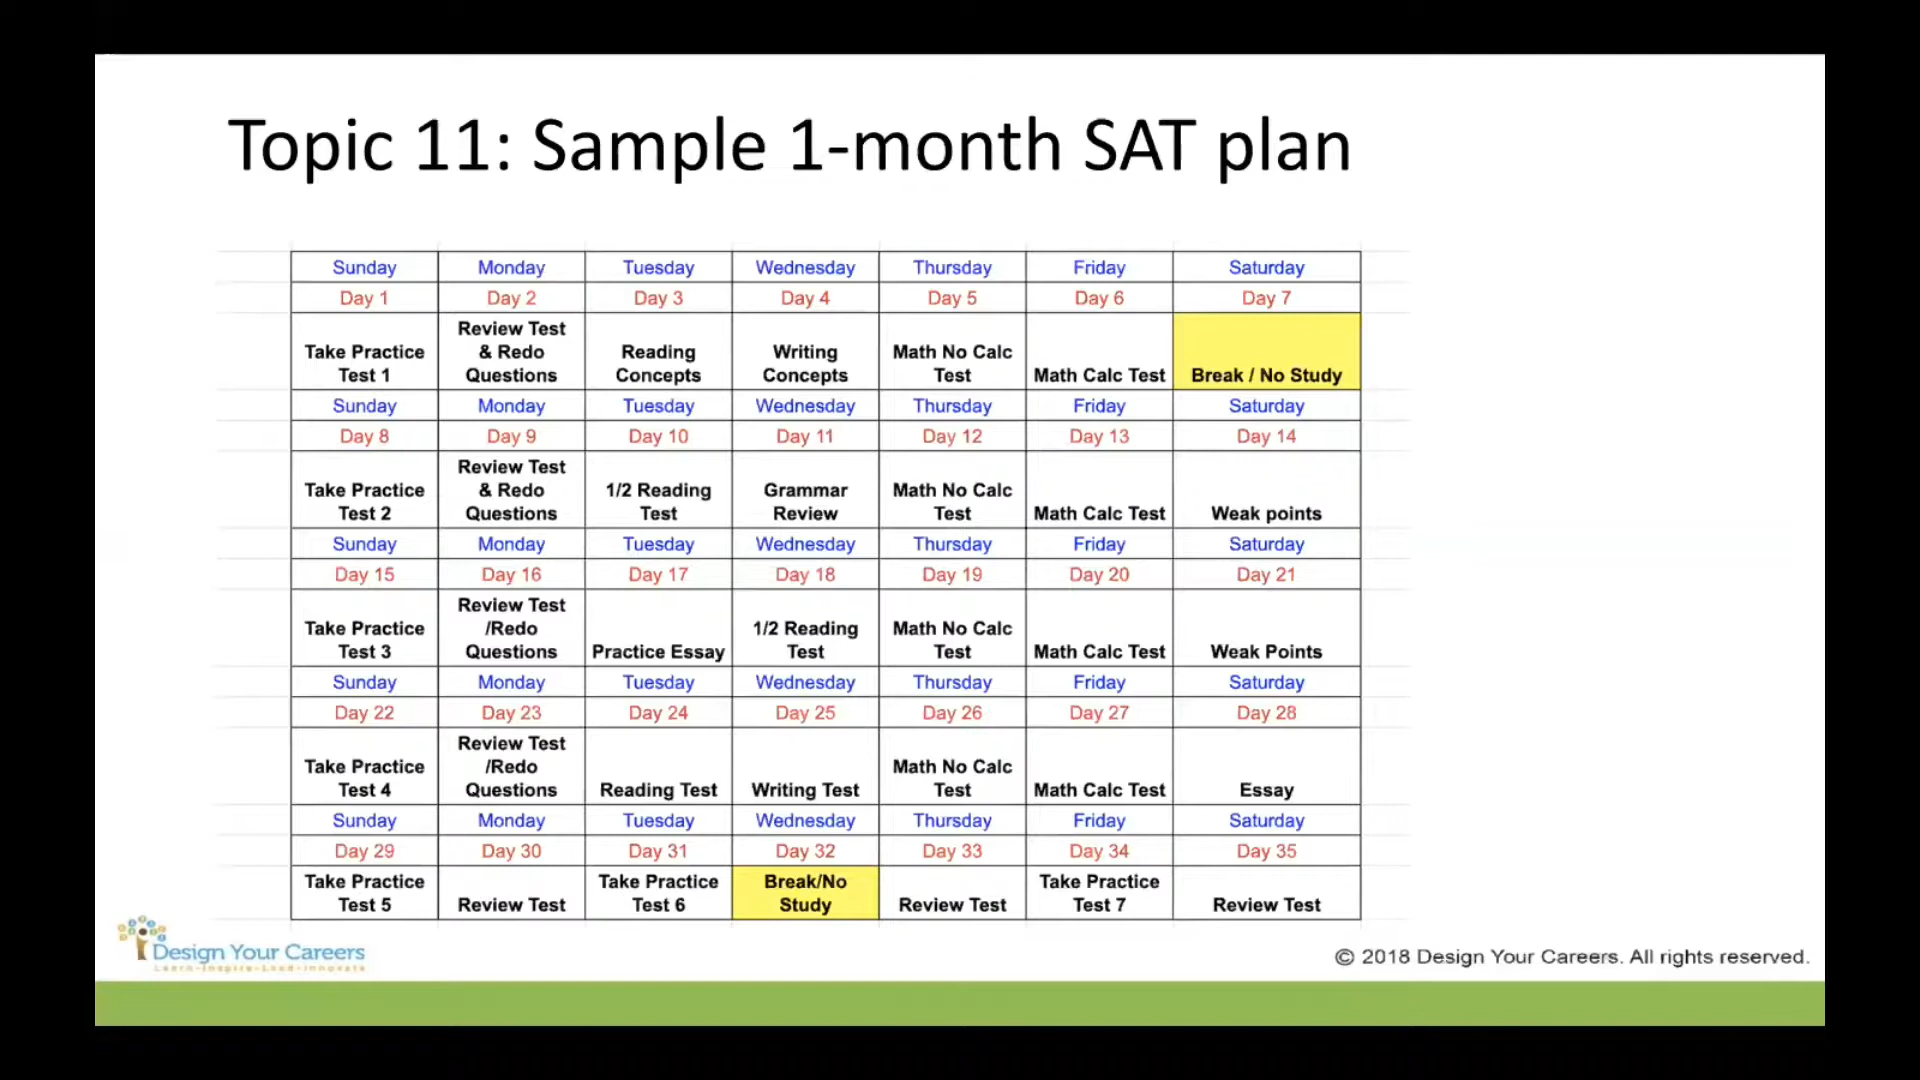 Topic 11: Sample 1-month SAT plan
Sunday Monday Tuesday Wednesday Thursday Friday Saturday
Day 1 Day 2 Day 3 Day 4 Day 5 Day 6 Day 7
Take Practice Test 1 Review Test & Redo Questions Reading Concepts Writing Concepts Math No Calc Test Math Calc Test Break / No Study
Sunday Monday Tuesday Wednesday Thursday Friday Saturday
Day 8 Day 9 Day 10 Day 11 Day 12 Day 13 Day 14
Take Practice Test 2 Review Test & Redo Questions 1/2 Reading Test Grammar Review Math No Calc Test Math Calc Test Weak points
Sunday Monday Tuesday Wednesday Thursday Friday Saturday
Day 15 Day 16 Day 17 Day 18 Day 19 Day 20 Day 21
Take Practice Test 3 Review Test /Redo Questions Practice Essay 1/2 Reading Test Math No Calc Test Math Calc Test Weak Points
Sunday Monday Tuesday Wednesday Thursday Friday Saturday
Day 22 Day 23 Day 24 Day 25 Day 26 Day 27 Day 28
Take Practice Test 4 Review Test /Redo Questions Reading Test Writing Test Math No Calc Test Math Calc Test Essay
Sunday Monday Tuesday Wednesday Thursday Friday Saturday
Day 29 Day 30 Day 31 Day 32 Day 33 Day 34 Day 35
Take Practice Test 5 Review Test Take Practice Test 6 Break/No Study Review Test Take Practice Test 7 Review Test
Design Your Careers
Learn-Inspire-Lead-Innovate
© 2018 Design Your Careers. All rights reserved.